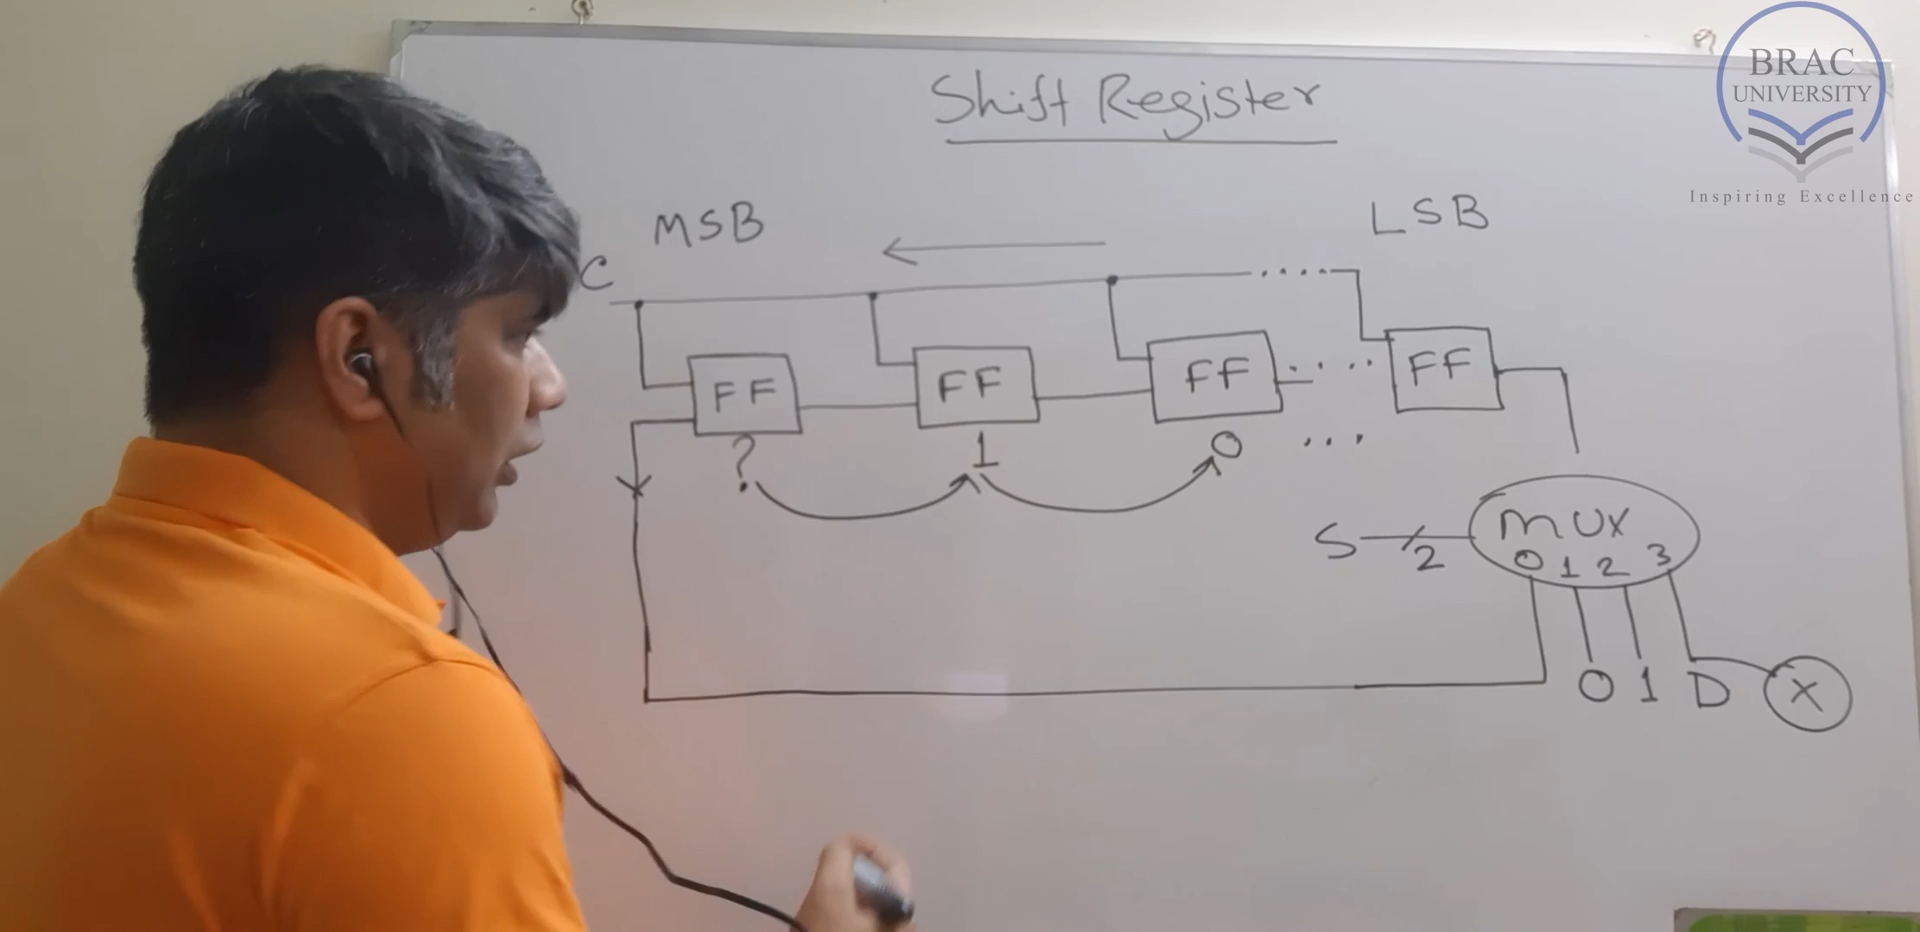 BRAC
UNIVERSITY
Inspiring Excellence
Shift Register
MSB
LSB
C
FF FF FF .... FF
? 1 0 ...
MUX
S 2
0 1 2 3
0 1 D X